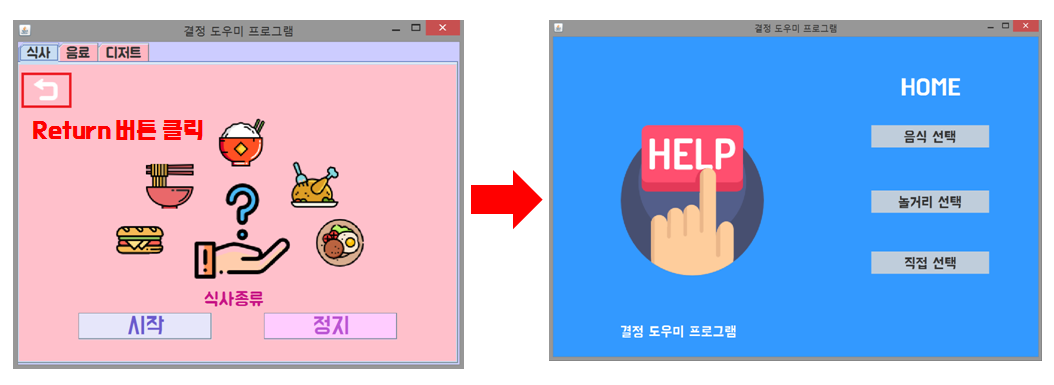 결정 도우미 프로그램
식사 음료 디저트
Return 버튼 클릭
식사종류
시작 정지
결정 도우미 프로그램
HOME
HELP
음식 선택
놀거리 선택
직접 선택
결정 도우미 프로그램